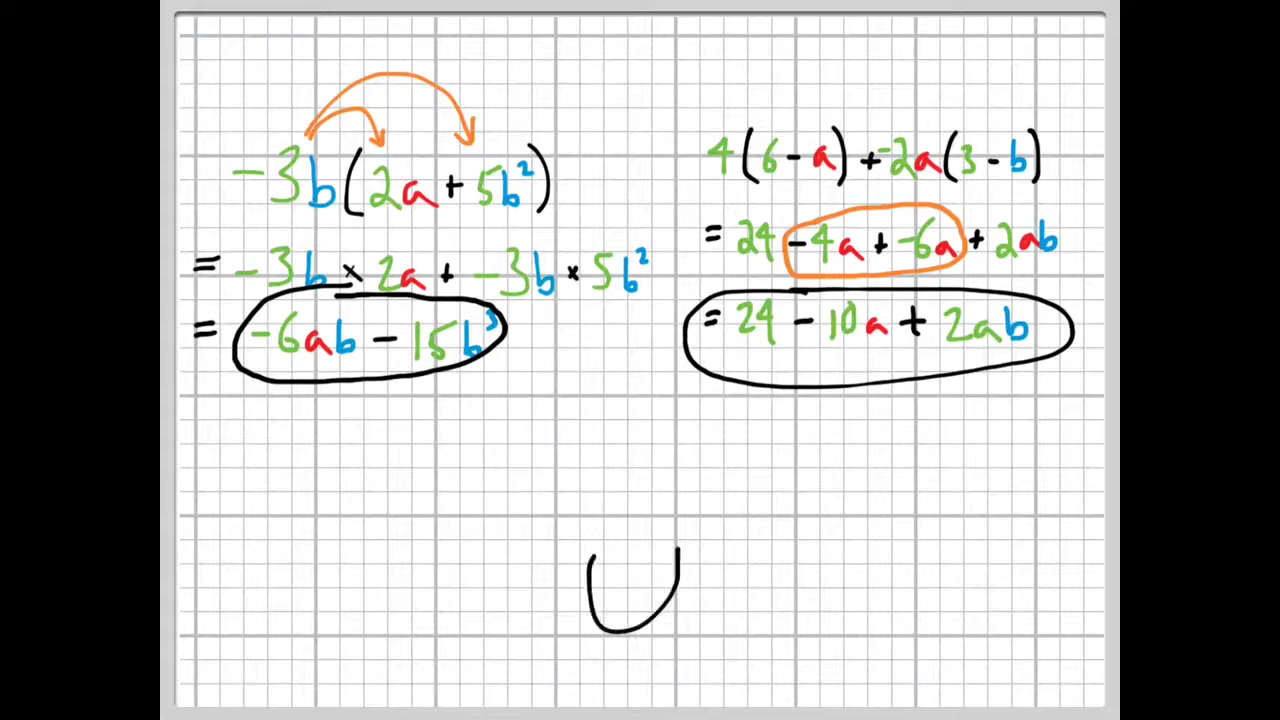 -3b(2a + 5b²)
= -3b × 2a + -3b × 5b²
= -6ab - 15b³
4(6 - a) + -2a(3 - b)
= 24 - 4a + -6a + 2ab
= 24 - 10a + 2ab